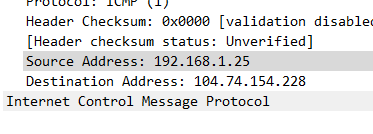 Protocol: ICMP (1)
Header Checksum: 0x0000 [validation disabled
[Header checksum status: Unverified]
Source Address: 192.168.1.25
Destination Address: 104.74.154.228
Internet Control Message Protocol